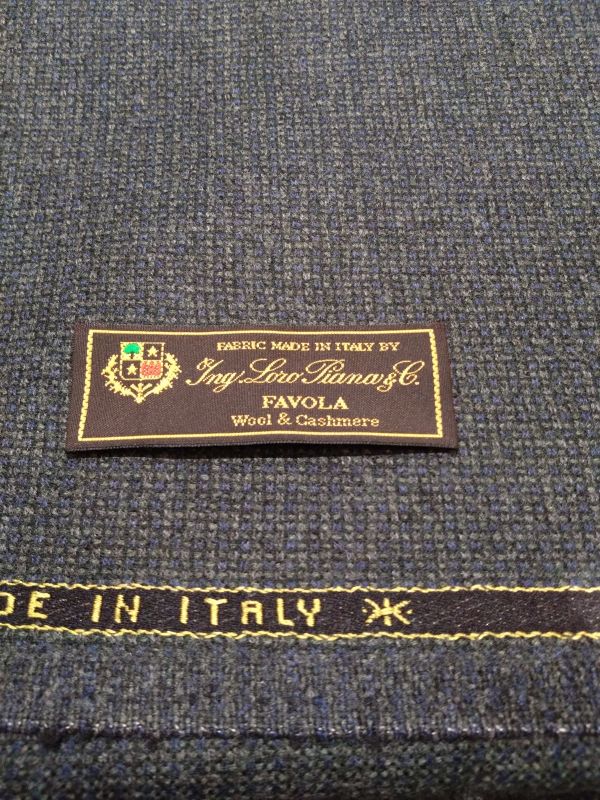 FABRIC MADE IN ITALY BY
Ing. Loro Piana & C.
FAVOLA
Wool & Cashmere
DE IN ITALY